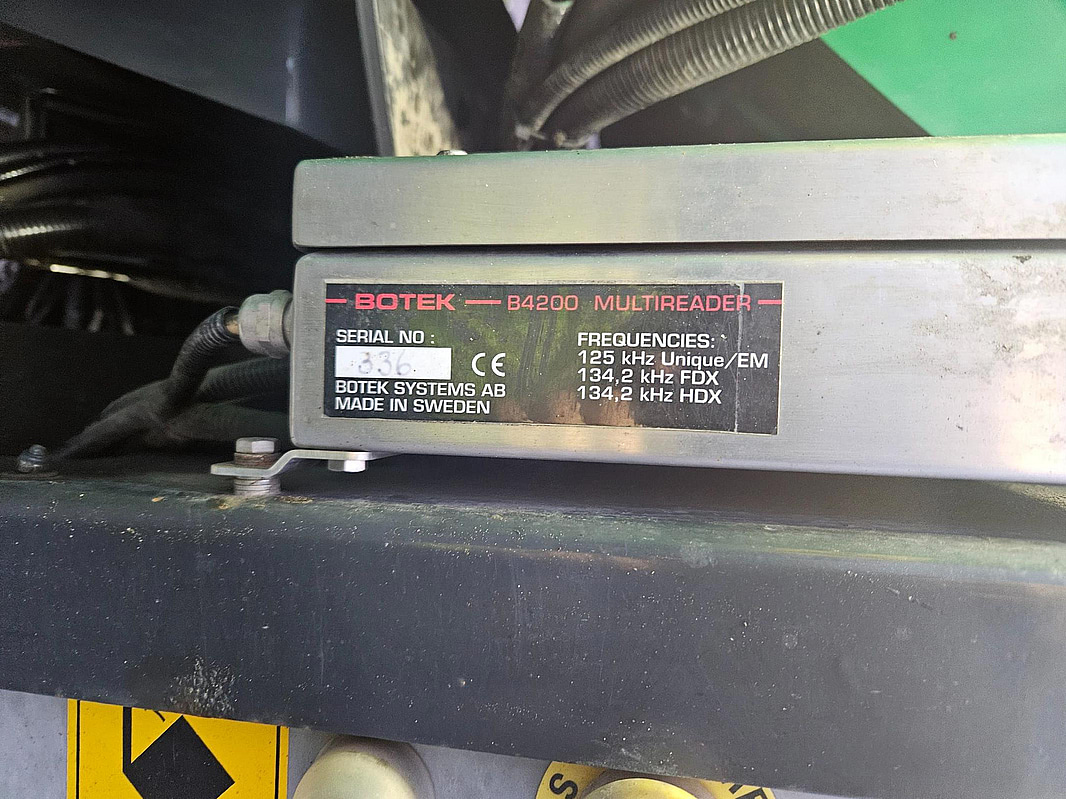 BOTEK B4200 MULTIREADER
SERIAL NO :
336
CE
BOTEK SYSTEMS AB
MADE IN SWEDEN
FREQUENCIES:
125 kHz Unique/EM
134,2 kHz FDX
134,2 kHz HDX
S